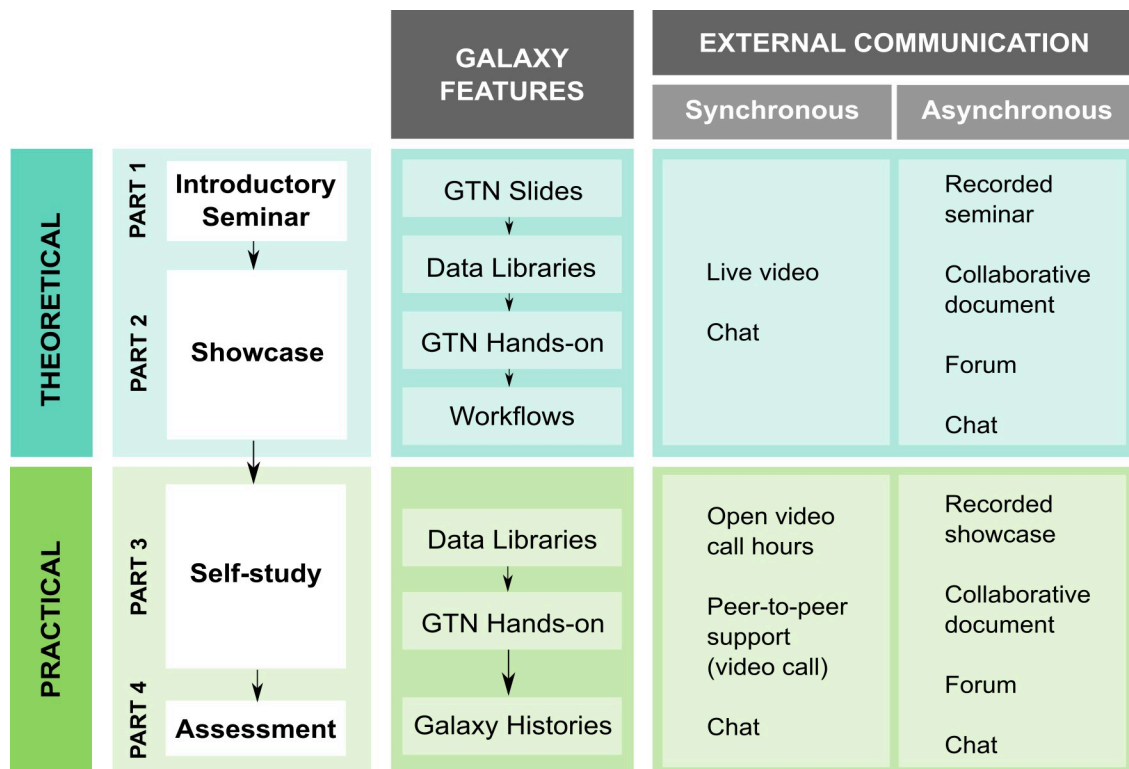 GALAXY
FEATURES
EXTERNAL COMMUNICATION
Synchronous
Asynchronous
THEORETICAL
PART 1
Introductory
Seminar
PART 2
Showcase
GTN Slides
Data Libraries
GTN Hands-on
Workflows
Live video
Chat
Recorded
seminar
Collaborative
document
Forum
Chat
PRACTICAL
PART 3
Self-study
PART 4
Assessment
Data Libraries
GTN Hands-on
Galaxy Histories
Open video
call hours
Peer-to-peer
support
(video call)
Chat
Recorded
showcase
Collaborative
document
Forum
Chat